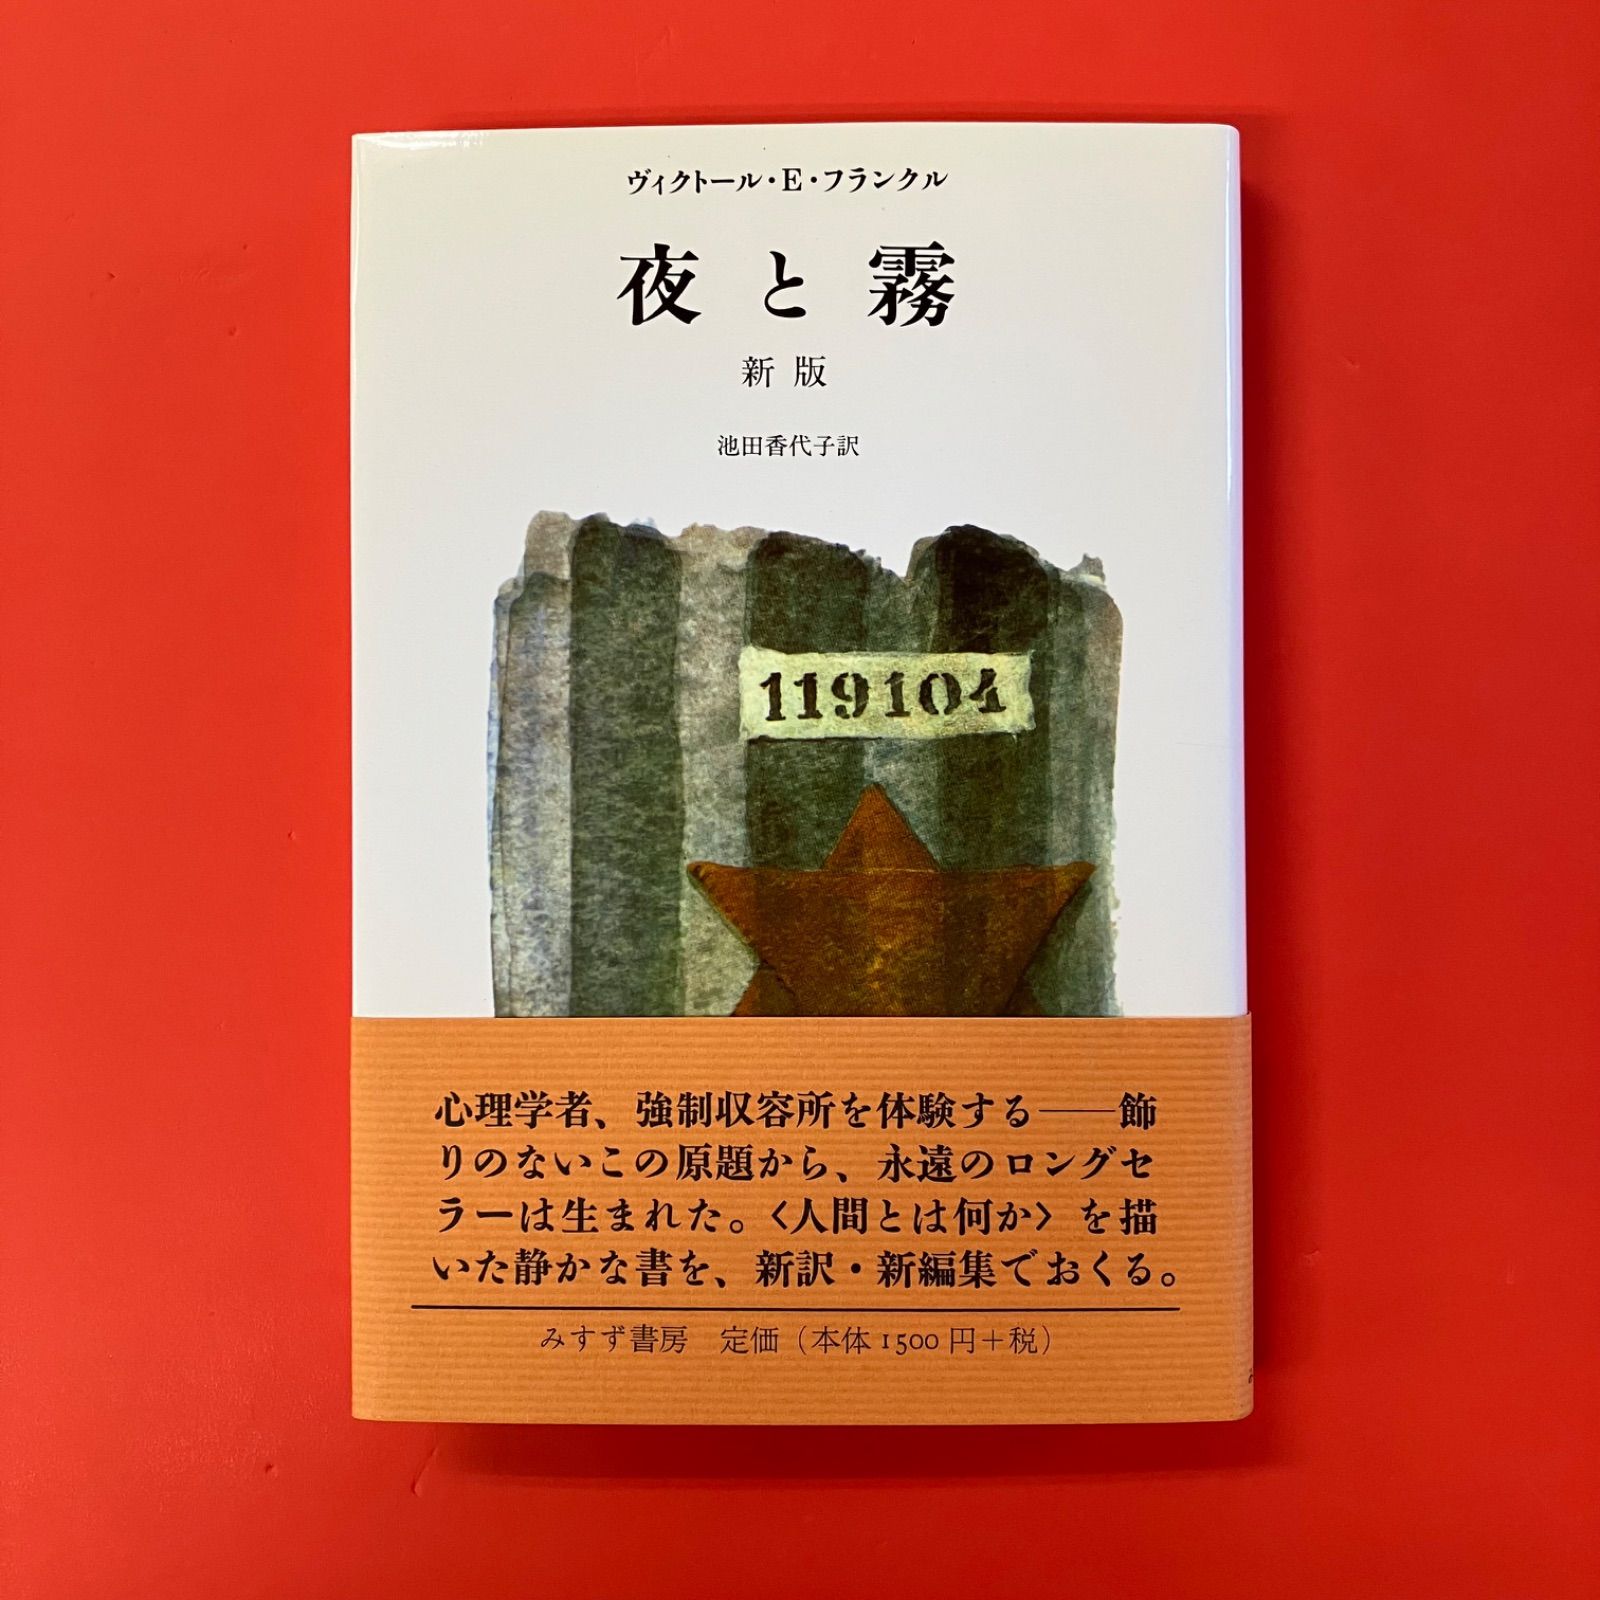 ヴィクトール・E・フランクル
夜と霧
新版
池田香代子訳
119104
心理学者、強制収容所を体験する――飾
りのないこの原題から、永遠のロングセ
ラーは生まれた。〈人間とは何か〉を描
いた静かな書を、新訳・新編集でおくる。
みすず書房 定価（本体1500円＋税）